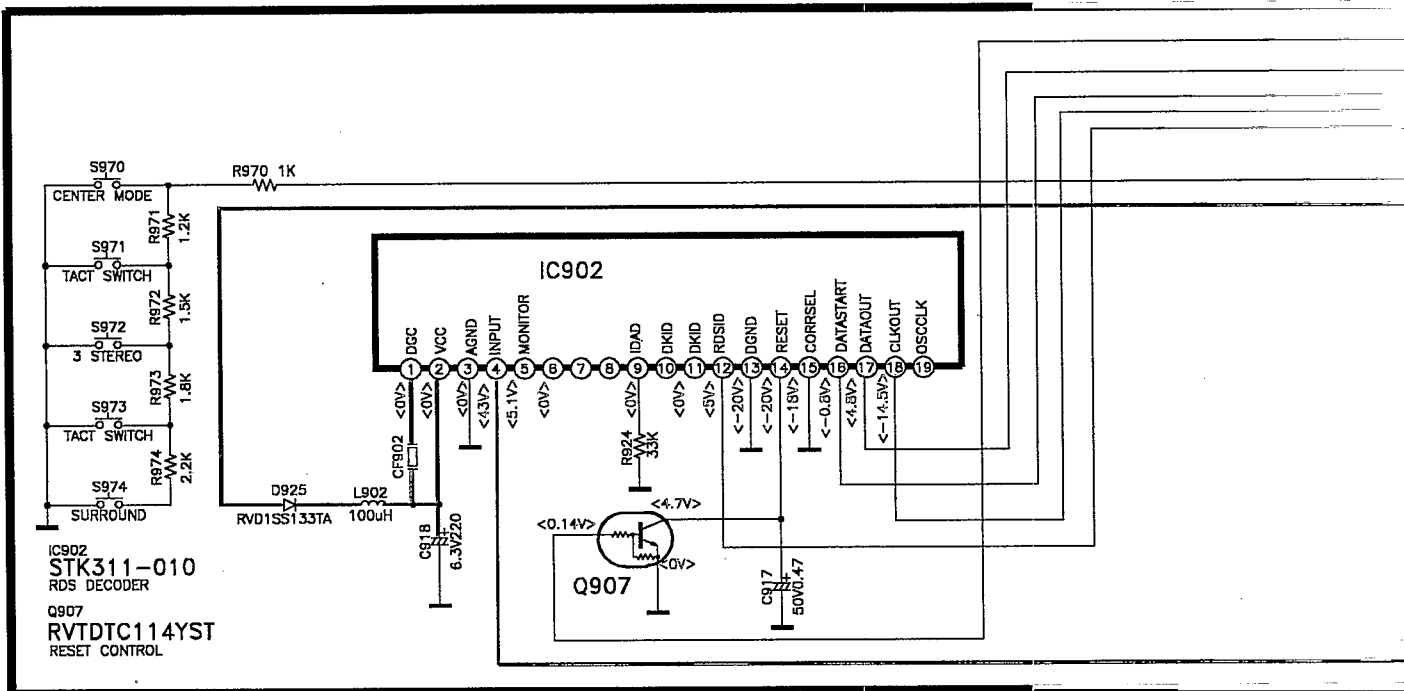 S970
CENTER MODE
R970 1K
R971
1.2K
S971
TACT SWITCH
R972
1.5K
S972
3 STEREO
R973
1.8K
S973
TACT SWITCH
R974
2.2K
S974
SURROUND
IC902
DGC
VCC
AGND
INPUT
MONITOR
IDAD
DKID
DKID
RDSID
DGND
RESET
CORRSEL
DATASTART
DATAOUT
CLKOUT
OSCCLK
1
2
3
4
5
6
7
8
9
10
11
12
13
14
15
16
17
18
19
<0V>
<0V>
<0V>
<43V>
<5.1V>
<0V>
<0V>
<0V>
<5V>
<-20V>
<-20V>
<-18V>
<-0.8V>
<4.8V>
<-14.5V>
CF902
R924
33K
D925
RVD1SS133TA
L902
100uH
C918
+
6.3V220
<4.7V>
<0.14V>
<0V>
Q907
C917
+
50V0.47
IC902
STK311-010
RDS DECODER
Q907
RVTDTC114YST
RESET CONTROL